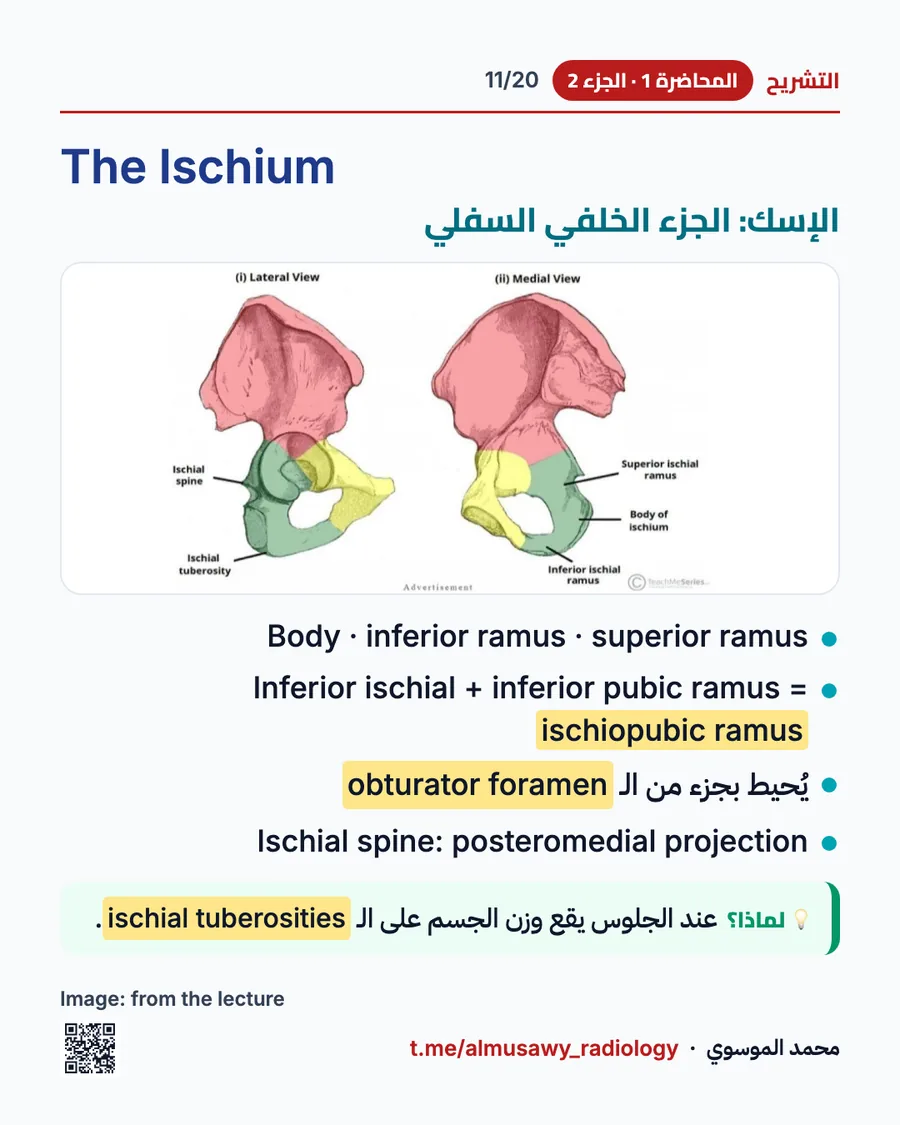 التشريح
المحاضرة 1 · الجزء 2
11/20
The Ischium
الإسك: الجزء الخلفي السفلي
(i) Lateral View
(ii) Medial View
Ischial
spine
Ischial
tuberosity
Superior ischial
ramus
Body of
ischium
Inferior ischial
ramus
Advertisement
© TeachMeSeries
Body · inferior ramus · superior ramus
Inferior ischial + inferior pubic ramus =
ischiopubic ramus
يُحيط بجزء من الـ obturator foramen
Ischial spine: posteromedial projection
لماذا؟ عند الجلوس يقع وزن الجسم على الـ ischial tuberosities.
Image: from the lecture
محمد الموسوي · t.me/almusawy_radiology